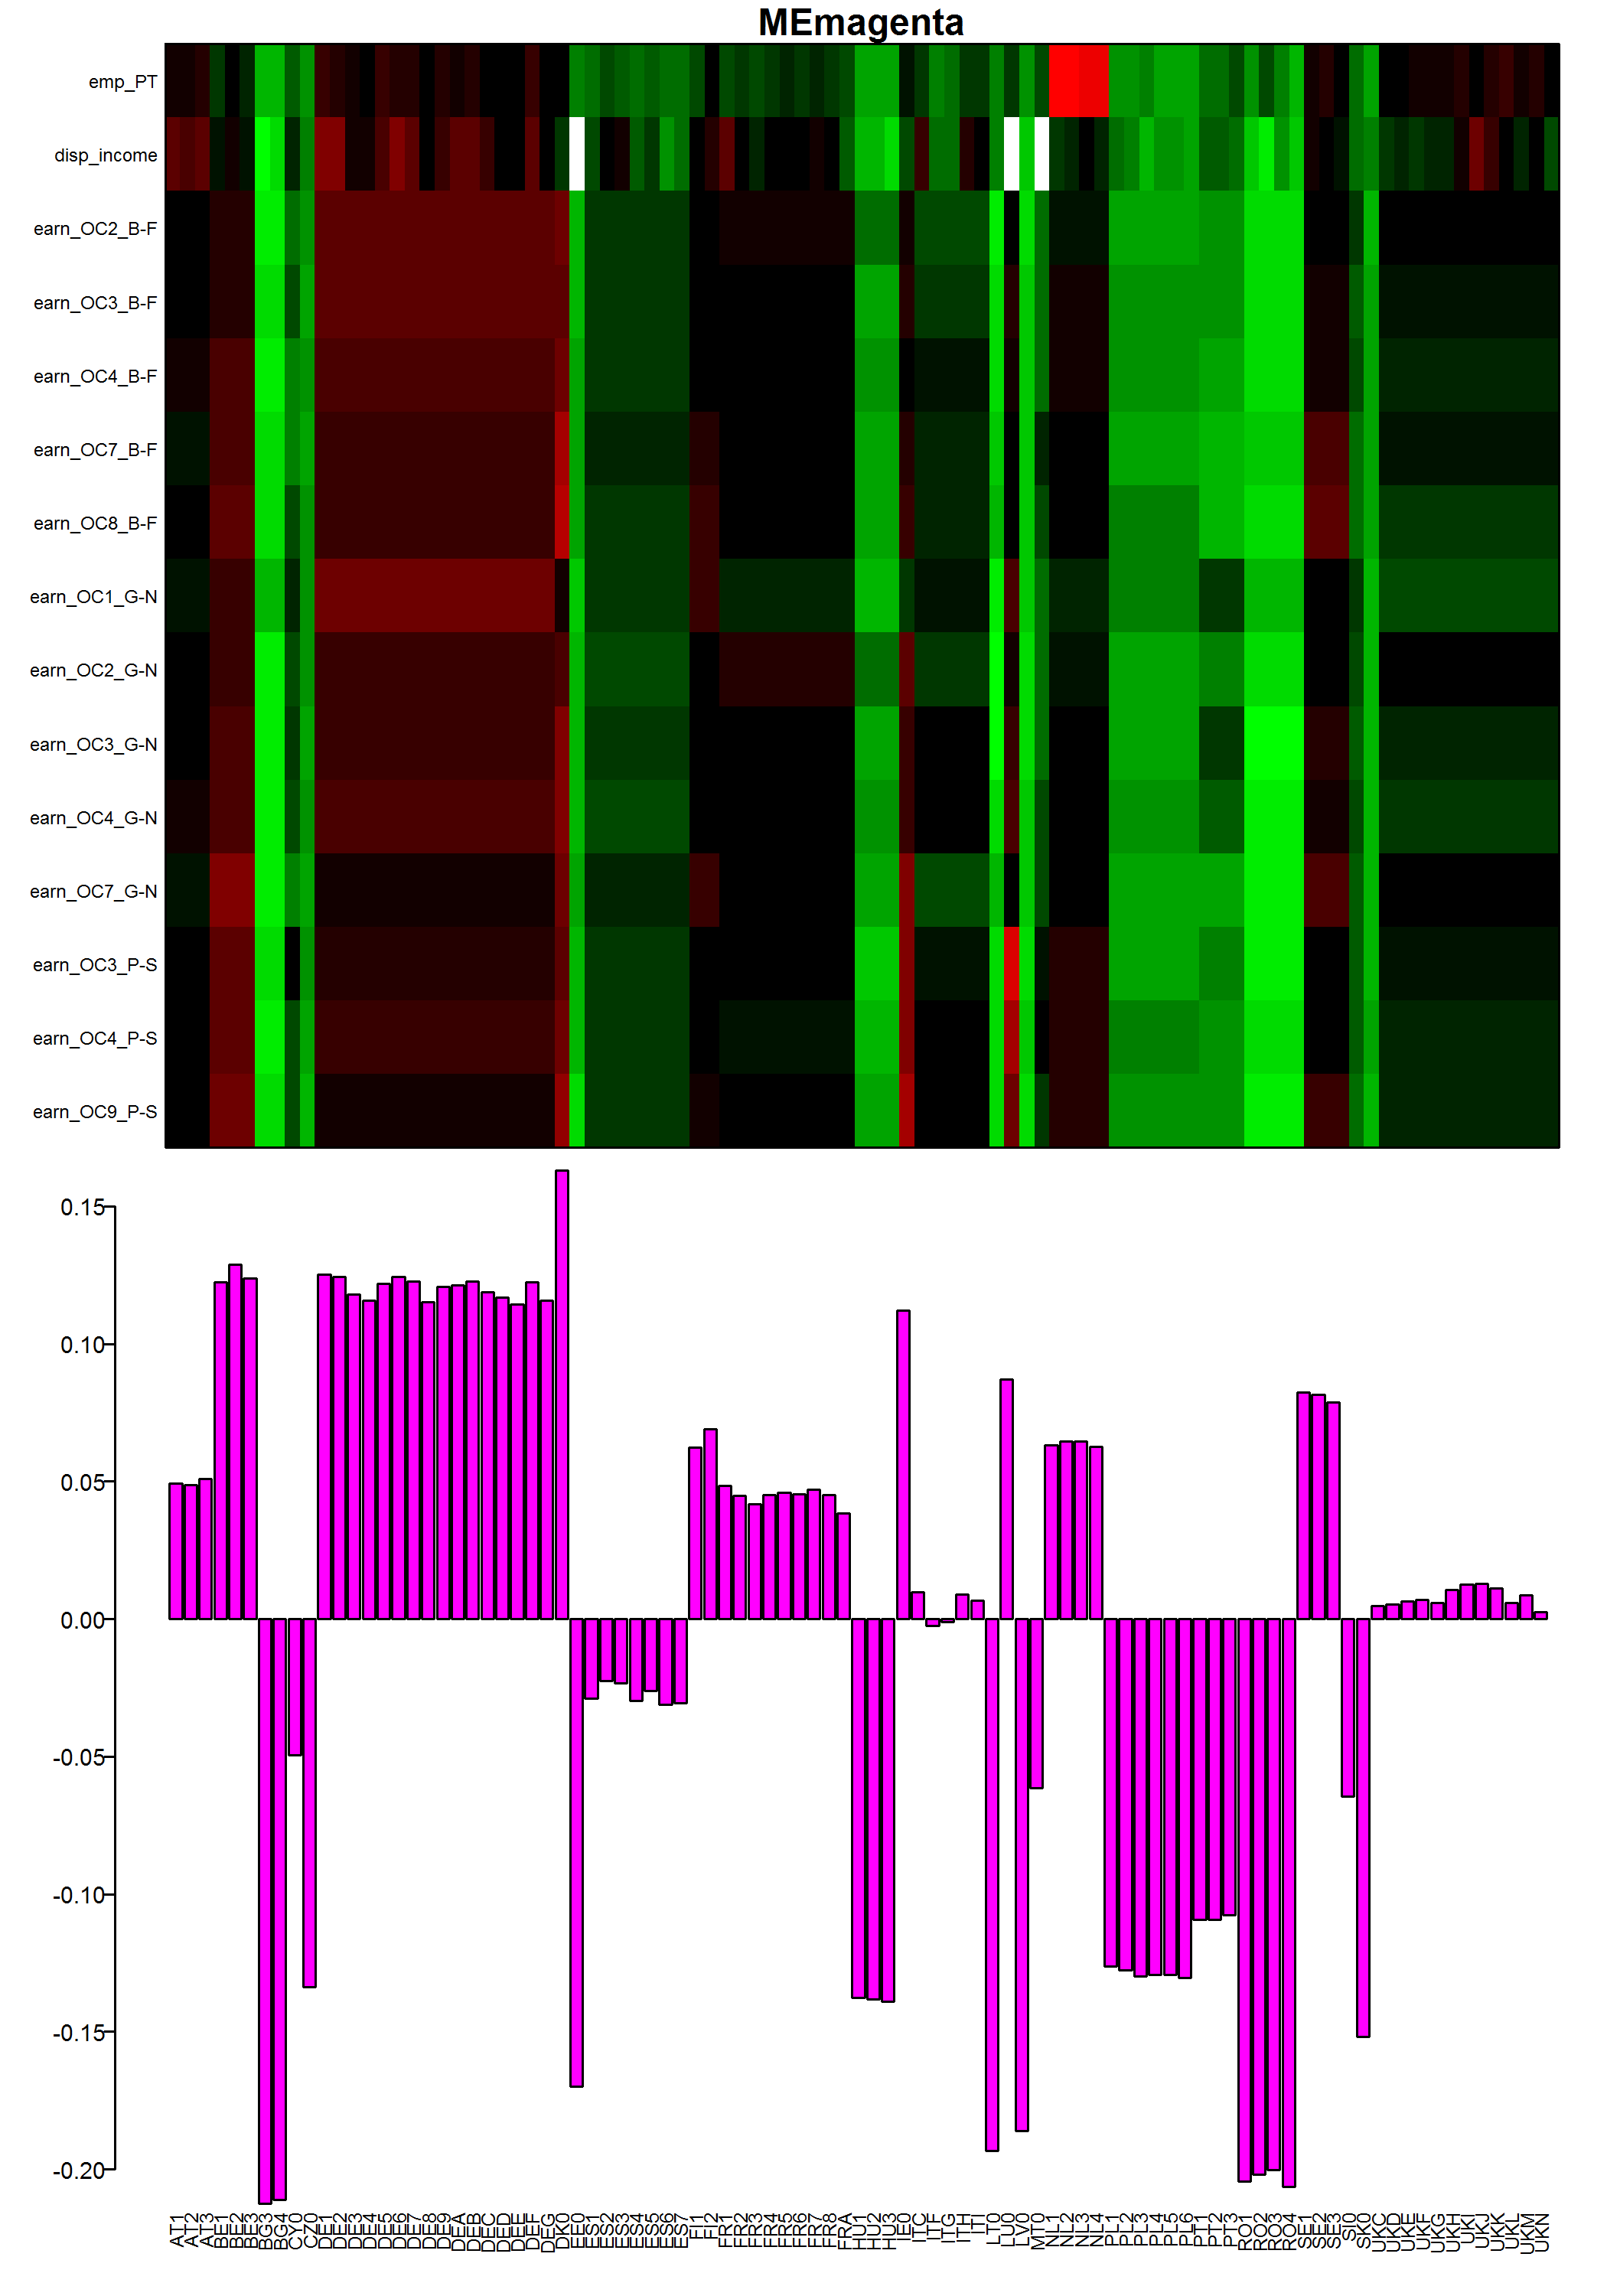 MEmagenta
emp_PT
disp_income
earn_OC2_B-F
earn_OC3_B-F
earn_OC4_B-F
earn_OC7_B-F
earn_OC8_B-F
earn_OC1_G-N
earn_OC2_G-N
earn_OC3_G-N
earn_OC4_G-N
earn_OC7_G-N
earn_OC3_P-S
earn_OC4_P-S
earn_OC9_P-S
0.15
0.10
0.05
0.00
-0.05
-0.10
-0.15
-0.20
AT1
AT2
AT3
BE1
BE2
BE3
BG3
BG4
CY0
CZ0
DE1
DE2
DE3
DE4
DE5
DE6
DE7
DE8
DE9
DEA
DEB
DEC
DED
DEE
DEF
DEG
DK0
EE0
ES1
ES2
ES3
ES4
ES5
ES6
ES7
FI1
FI2
FR1
FR2
FR3
FR4
FR5
FR6
FR7
FR8
FRA
HU1
HU2
HU3
IE0
ITC
ITF
ITG
ITH
ITI
LT0
LU0
LV0
MT0
NL1
NL2
NL3
NL4
PL1
PL2
PL3
PL4
PL5
PL6
PT1
PT2
PT3
RO1
RO2
RO3
RO4
SE1
SE2
SE3
SI0
SK0
UKC
UKD
UKE
UKF
UKG
UKH
UKI
UKJ
UKK
UKL
UKM
UKN